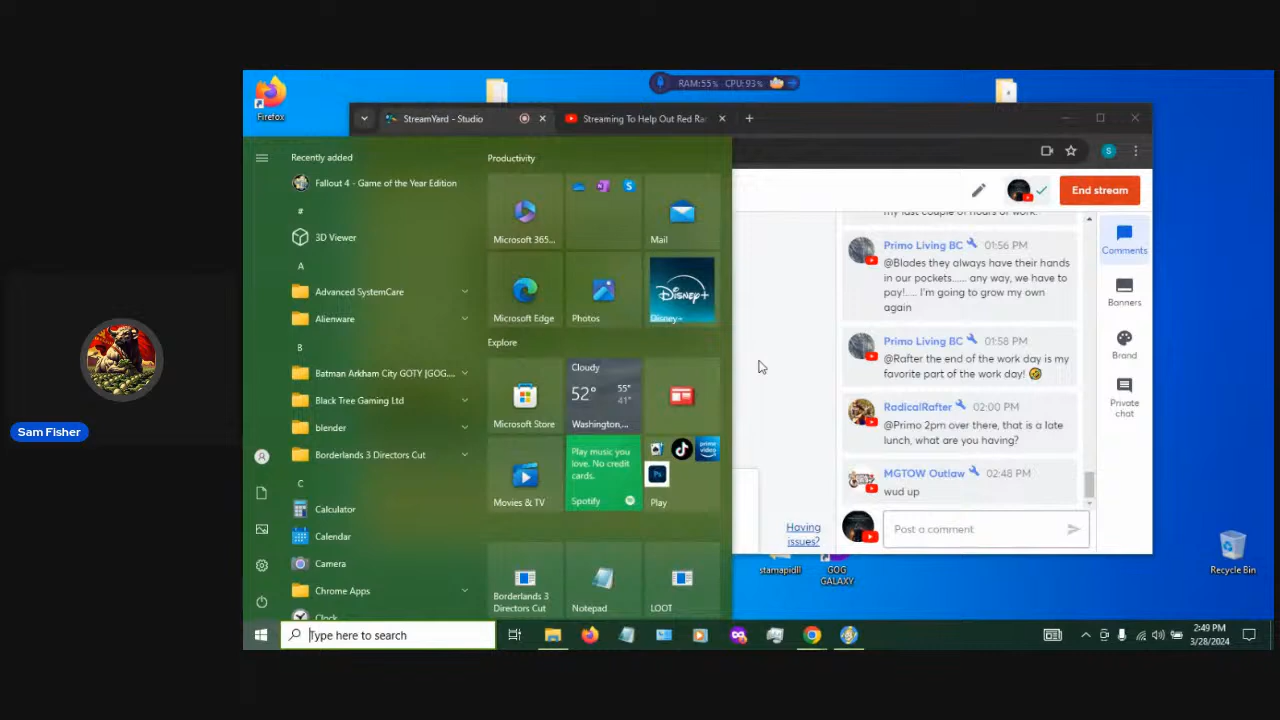 Firefox
RAM:55% CPU:93%
StreamYard - Studio
Streaming To Help Out Red Ra
Recently added
Fallout 4 - Game of the Year Edition
#
3D Viewer
A
Advanced SystemCare
Alienware
B
Batman Arkham City GOTY [GOG....
Black Tree Gaming Ltd
blender
Borderlands 3 Directors Cut
C
Calculator
Calendar
Camera
Chrome Apps
Clock
Type here to search
Productivity
Microsoft 365...
Mail
Microsoft Edge
Photos
Disney+
Disney+
Explore
Microsoft Store
Cloudy
52°
55°
41°
Washington,...
Movies & TV
Play music you
love. No credit
cards.
Spotify
prime
video
Ps
Play
Borderlands 3
Directors Cut
Notepad
LOOT
S
End stream
my last couple of hours of work.
Primo Living BC 01:56 PM
@Blades they always have their hands
in our pockets..... any way, we have to
pay!.... I'm going to grow my own
again
Primo Living BC 01:58 PM
@Rafter the end of the work day is my
favorite part of the work day!
RadicalRafter 02:00 PM
@Primo 2pm over there, that is a late
lunch, what are you having?
MGTOW Outlaw 02:48 PM
wud up
Post a comment
Having
issues?
Comments
Banners
Brand
Private
chat
stamapidll
GOG
GALAXY
Recycle Bin
2:49 PM
3/28/2024
Sam Fisher